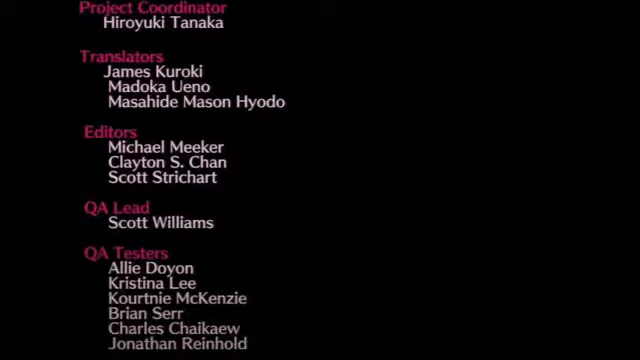 Project Coordinator
Hiroyuki Tanaka
Translators
James Kuroki
Madoka Ueno
Masahide Mason Hyodo
Editors
Michael Meeker
Clayton S. Chan
Scott Strichart
QA Lead
Scott Williams
QA Testers
Allie Doyon
Kristina Lee
Kourtnie McKenzie
Brian Serr
Charles Chaikaew
Jonathan Reinhold